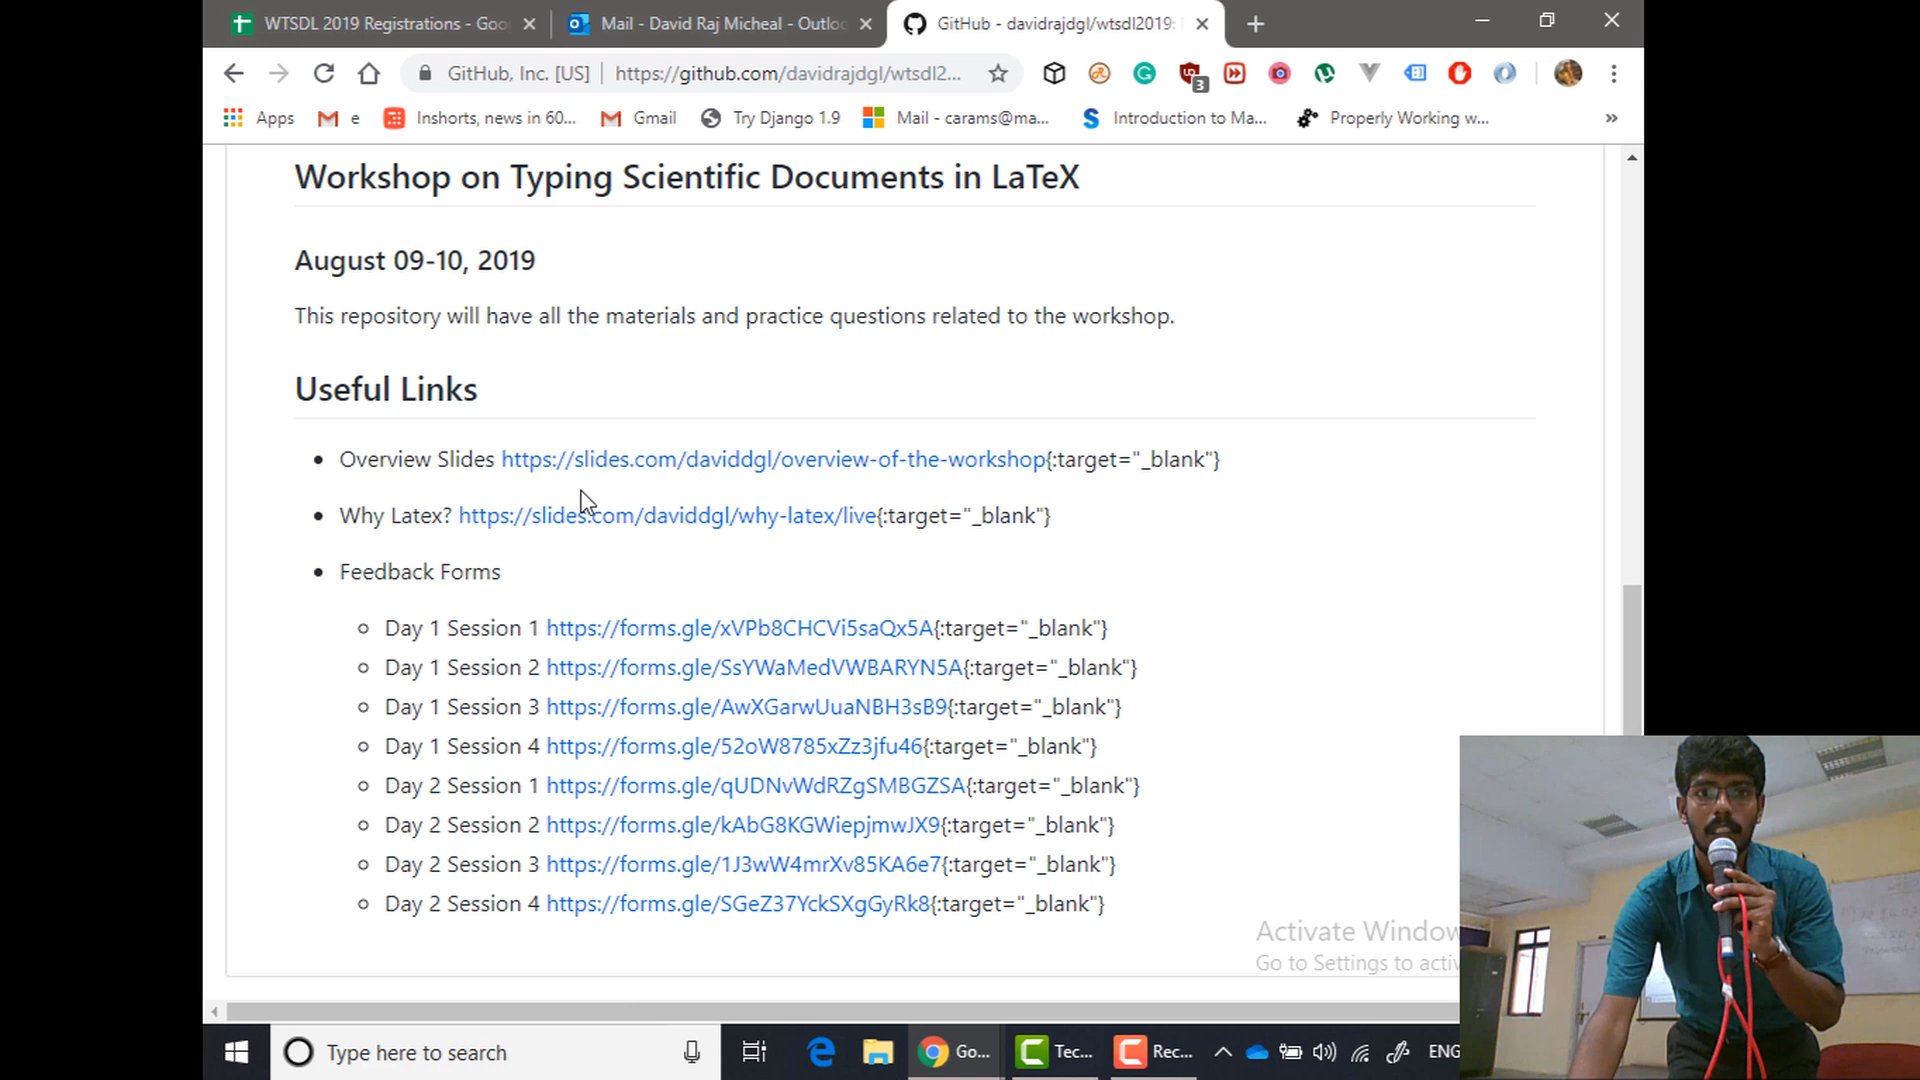 WTSDL 2019 Registrations - Goo
Mail - David Raj Micheal - Outlo
GitHub - davidrajdgl/wtsdl2019:
GitHub, Inc. [US] | https://github.com/davidrajdgl/wtsdl2...
3
Apps
e
Inshorts, news in 60...
Gmail
Try Django 1.9
Mail - carams@ma...
Introduction to Ma...
Properly Working w...
»
Workshop on Typing Scientific Documents in LaTeX
August 09-10, 2019
This repository will have all the materials and practice questions related to the workshop.
Useful Links
Overview Slides https://slides.com/daviddgl/overview-of-the-workshop{:target="_blank"}
Why Latex? https://slides.com/daviddgl/why-latex/live{:target="_blank"}
Feedback Forms
Day 1 Session 1 https://forms.gle/xVPb8CHCVi5saQx5A{:target="_blank"}
Day 1 Session 2 https://forms.gle/SsYWaMedVWBARYN5A{:target="_blank"}
Day 1 Session 3 https://forms.gle/AwXGarwUuaNBH3sB9{:target="_blank"}
Day 1 Session 4 https://forms.gle/52oW8785xZz3jfu46{:target="_blank"}
Day 2 Session 1 https://forms.gle/qUDNvWdRZgSMBGZSA{:target="_blank"}
Day 2 Session 2 https://forms.gle/kAbG8KGWiepjmwJX9{:target="_blank"}
Day 2 Session 3 https://forms.gle/1J3wW4mrXv85KA6e7{:target="_blank"}
Day 2 Session 4 https://forms.gle/SGeZ37YckSXgGyRk8{:target="_blank"}
Activate Window
Go to Settings to activ
Type here to search
Go...
Tec...
Rec...
ENG